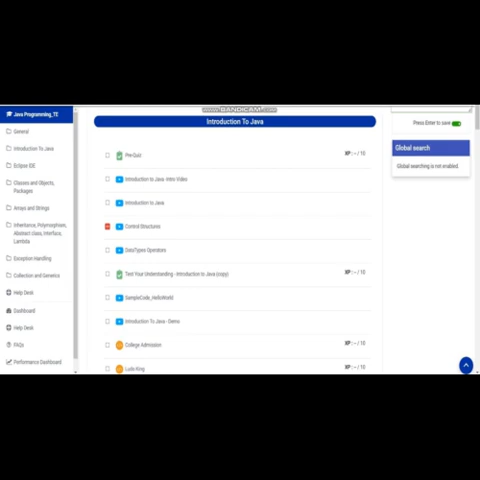 www.BANDICAM.com
Java Programming_TE
General
Introduction To Java
Eclipse IDE
Classes and Objects,
Packages
Arrays and Strings
Inheritance, Polymorphism,
Abstract class, Interface,
Lambda
Exception Handling
Collection and Generics
Help Desk
Dashboard
Help Desk
FAQs
Performance Dashboard
Introduction To Java
Pre-Quiz
XP : -- / 10
Introduction to Java -Intro Video
Introduction to Java
Control Structures
DataTypes Operators
Test Your Understanding - Introduction to Java (copy)
XP : -- / 10
SampleCode_HelloWorld
Introduction To Java - Demo
College Admission
XP : -- / 10
Ludo King
XP : -- / 10
Press Enter to save
Global search
Global searching is not enabled.